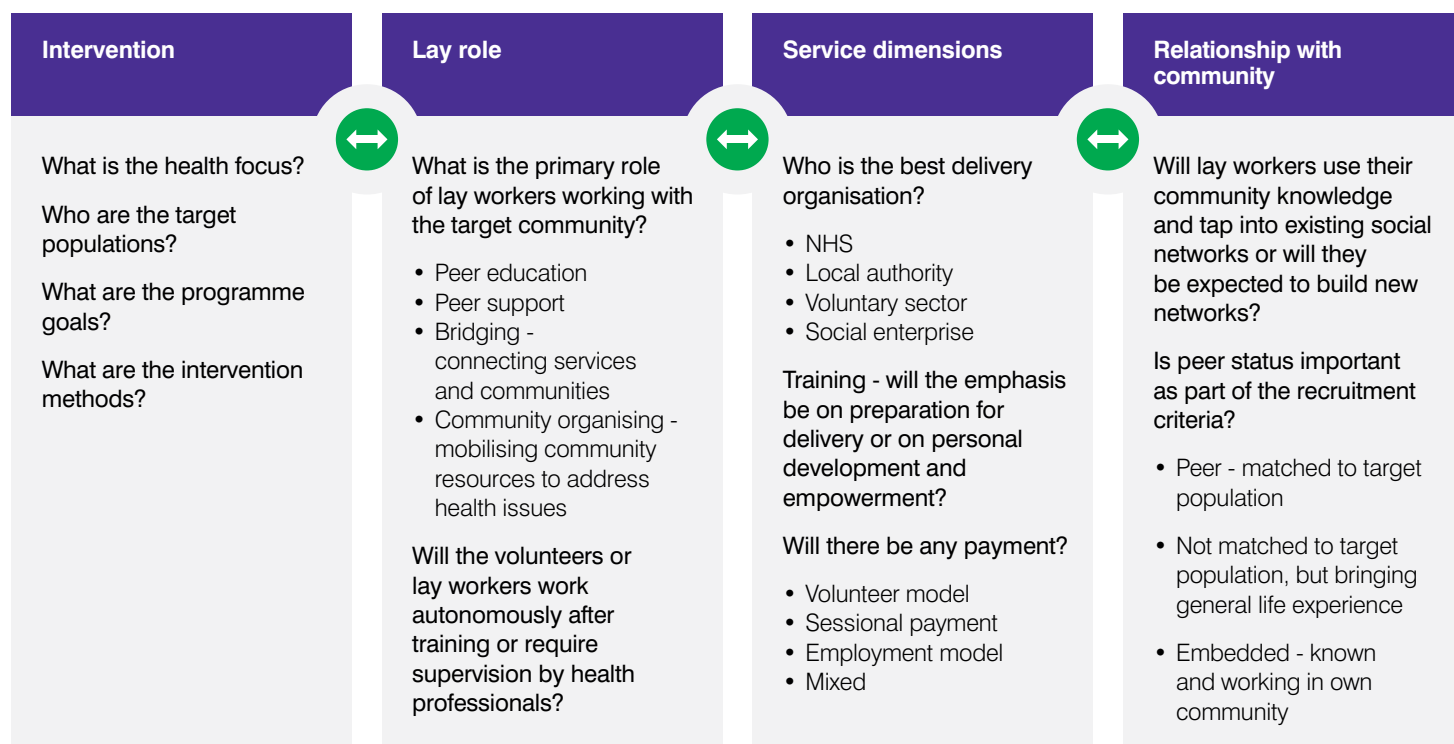 Intervention
What is the health focus?
Who are the target
populations?
What are the programme
goals?
What are the intervention
methods?
Lay role
What is the primary role
of lay workers working with
the target community?
• Peer education
• Peer support
• Bridging -
connecting services
and communities
• Community organising -
mobilising community
resources to address
health issues
Will the volunteers or
lay workers work
autonomously after
training or require
supervision by health
professionals?
Service dimensions
Who is the best delivery
organisation?
• NHS
• Local authority
• Voluntary sector
• Social enterprise
Training - will the emphasis
be on preparation for
delivery or on personal
development and
empowerment?
Will there be any payment?
• Volunteer model
• Sessional payment
• Employment model
• Mixed
Relationship with
community
Will lay workers use their
community knowledge
and tap into existing social
networks or will they
be expected to build new
networks?
Is peer status important
as part of the recruitment
criteria?
• Peer - matched to target
population
• Not matched to target
population, but bringing
general life experience
• Embedded - known
and working in own
community